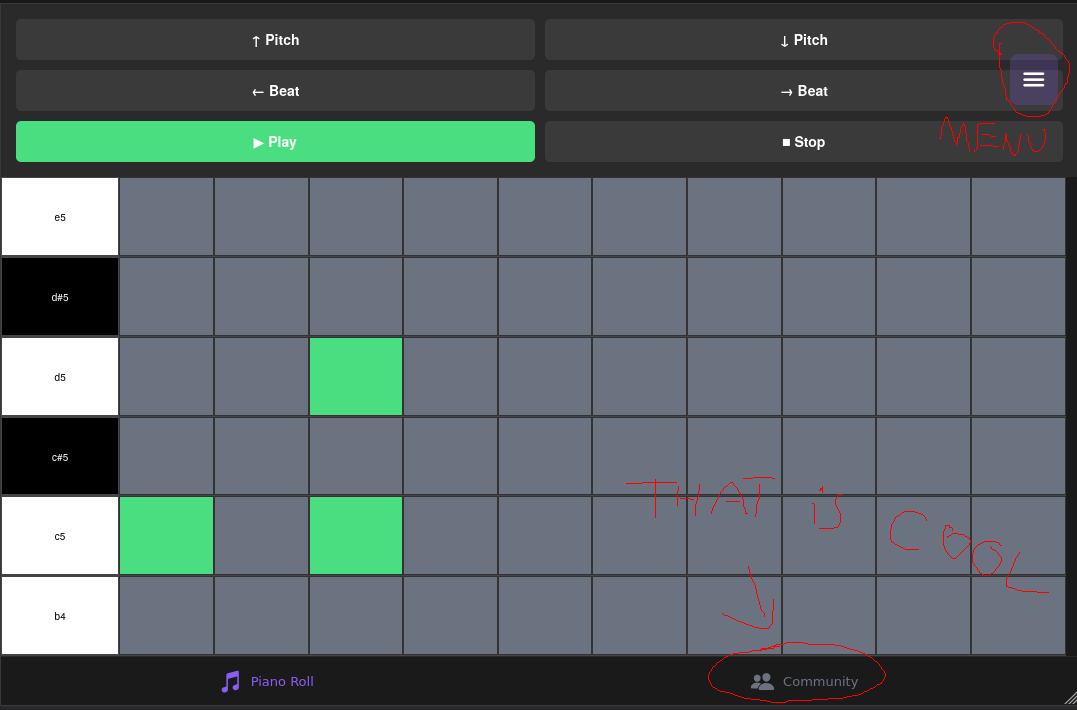 ↑ Pitch
↓ Pitch
← Beat
→ Beat
▶ Play
■ Stop
MENU
e5
d#5
d5
c#5
THAT is COOL
c5
b4
Piano Roll
Community